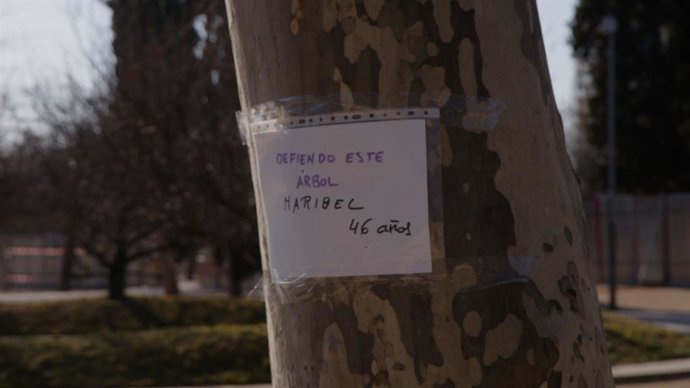 DEFIENDO ESTE
ÁRBOL
MARIBEL
46 años